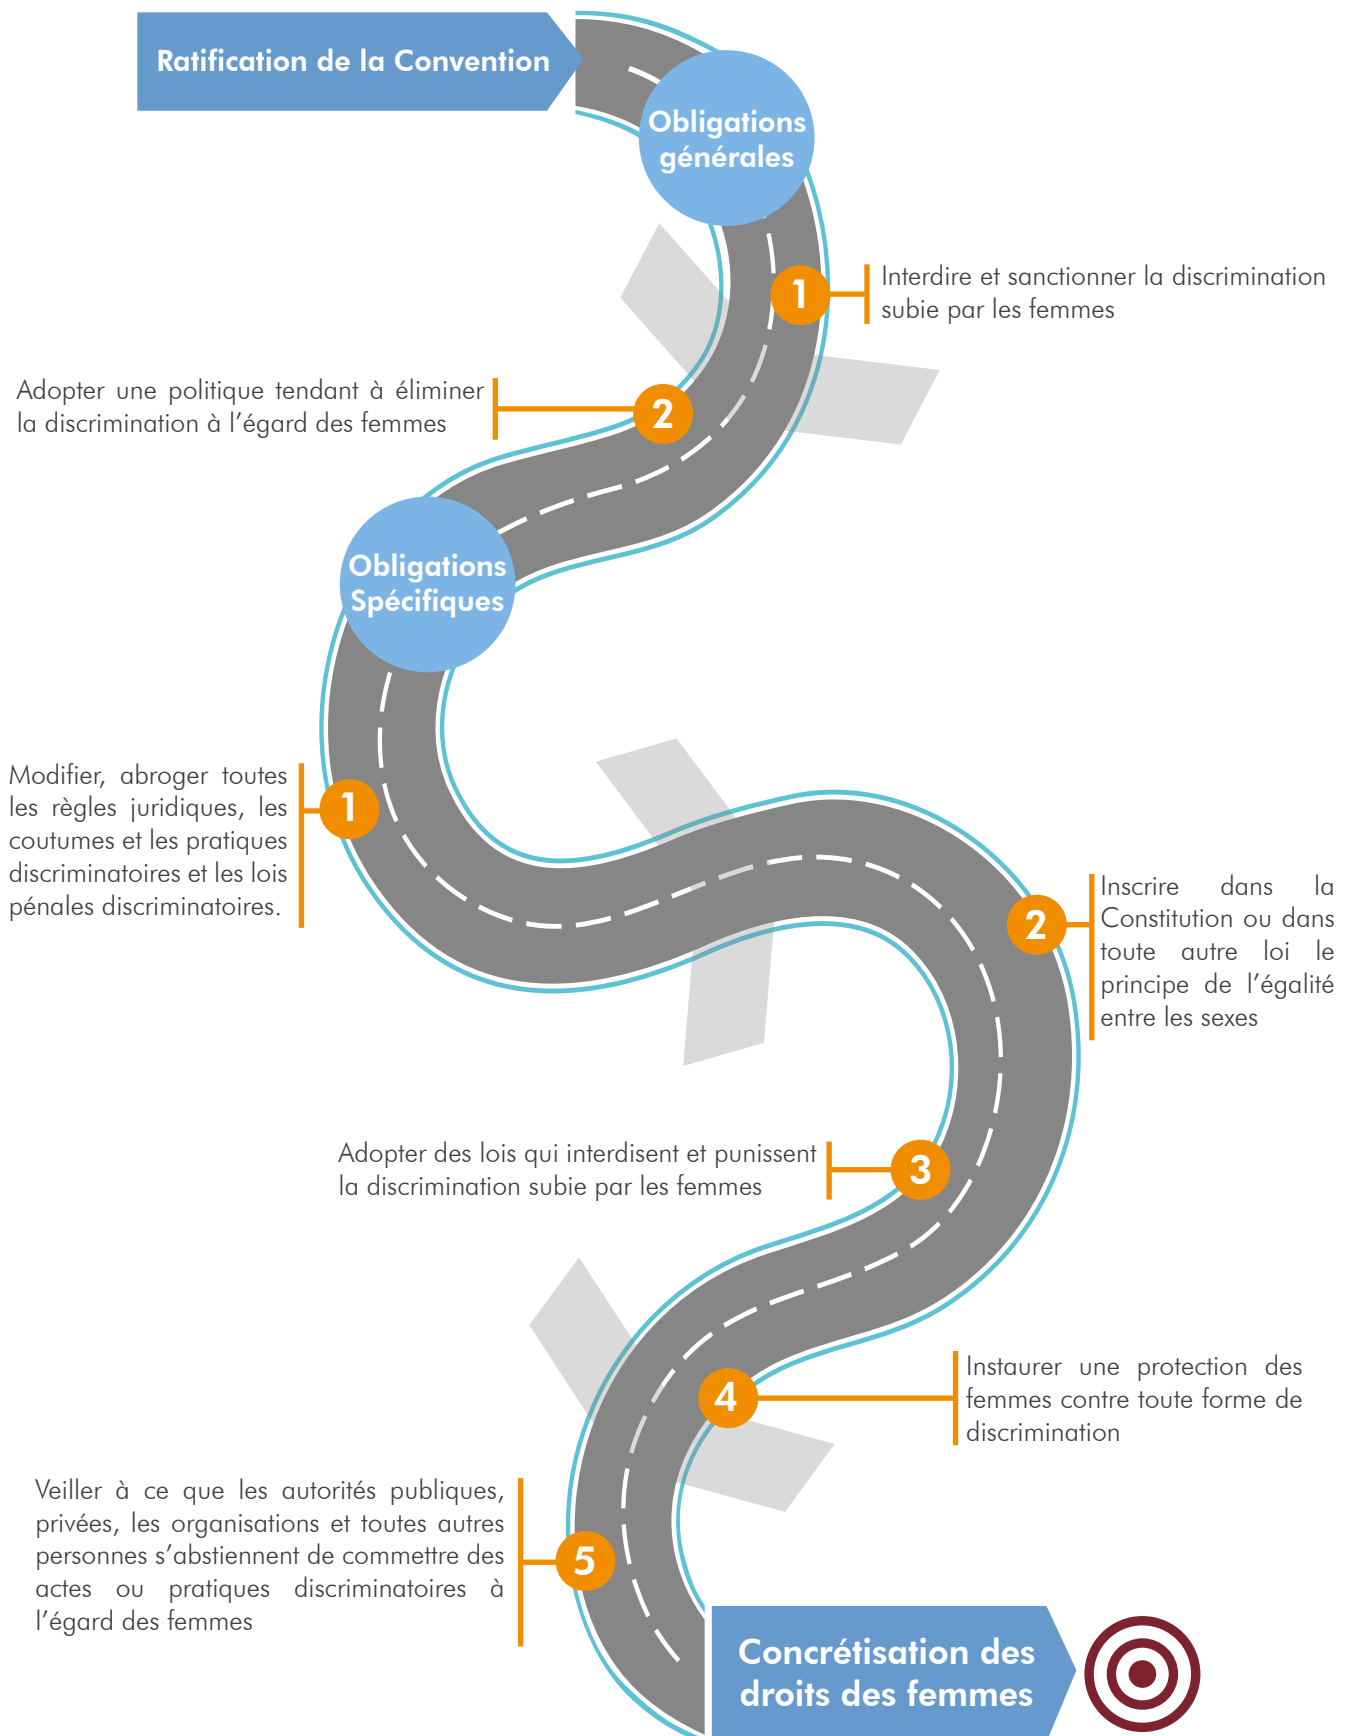 Ratification de la Convention
Obligations
générales
1
Interdire et sanctionner la discrimination
subie par les femmes
Adopter une politique tendant à éliminer
la discrimination à l’égard des femmes
2
Obligations
Spécifiques
Modifier, abroger toutes
les règles juridiques, les
coutumes et les pratiques
discriminatoires et les lois
pénales discriminatoires.
1
2
Inscrire dans la
Constitution ou dans
toute autre loi le
principe de l’égalité
entre les sexes
Adopter des lois qui interdisent et punissent
la discrimination subie par les femmes
3
4
Instaurer une protection des
femmes contre toute forme de
discrimination
Veiller à ce que les autorités publiques,
privées, les organisations et toutes autres
personnes s’abstiennent de commettre des
actes ou pratiques discriminatoires à
l’égard des femmes
5
Concrétisation des
droits des femmes